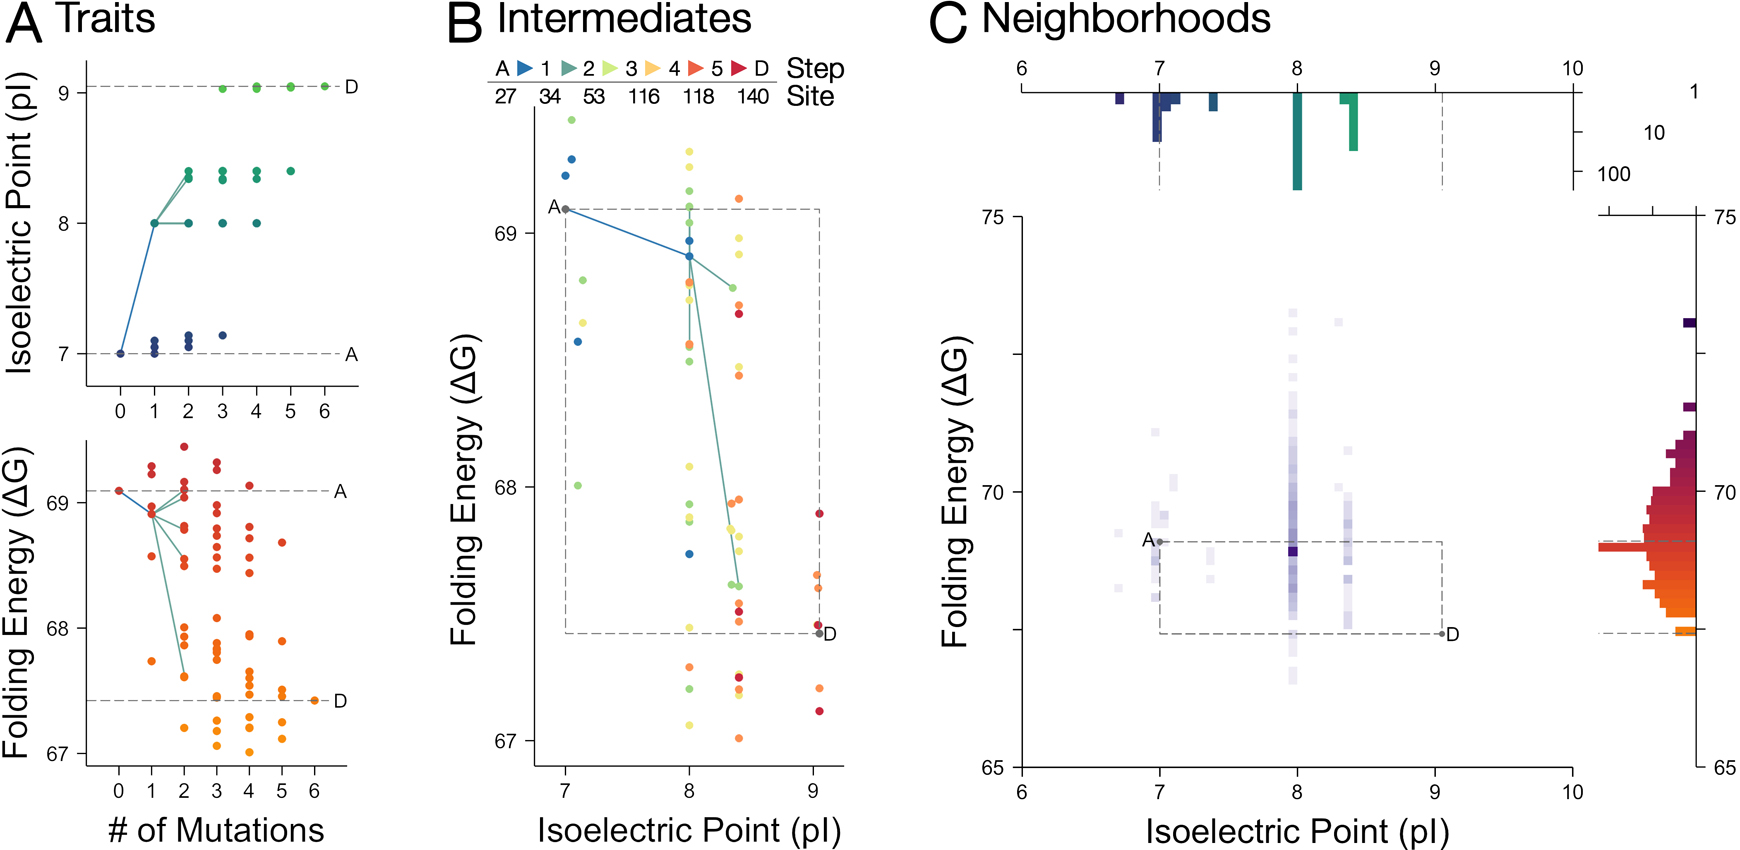 A Traits
Isoelectric Point (pI)
9
8
7
D
A
0 1 2 3 4 5 6
Folding Energy (ΔG)
69
68
67
A
D
0 1 2 3 4 5 6
# of Mutations
B Intermediates
A 1 2 3 4 5 D Step
27 34 53 116 118 140 Site
Folding Energy (ΔG)
69
68
67
A
D
7 8 9
Isoelectric Point (pI)
C Neighborhoods
6 7 8 9 10
1
10
100
75
70
65
Folding Energy (ΔG)
A
D
6 7 8 9 10
Isoelectric Point (pI)
75
70
65